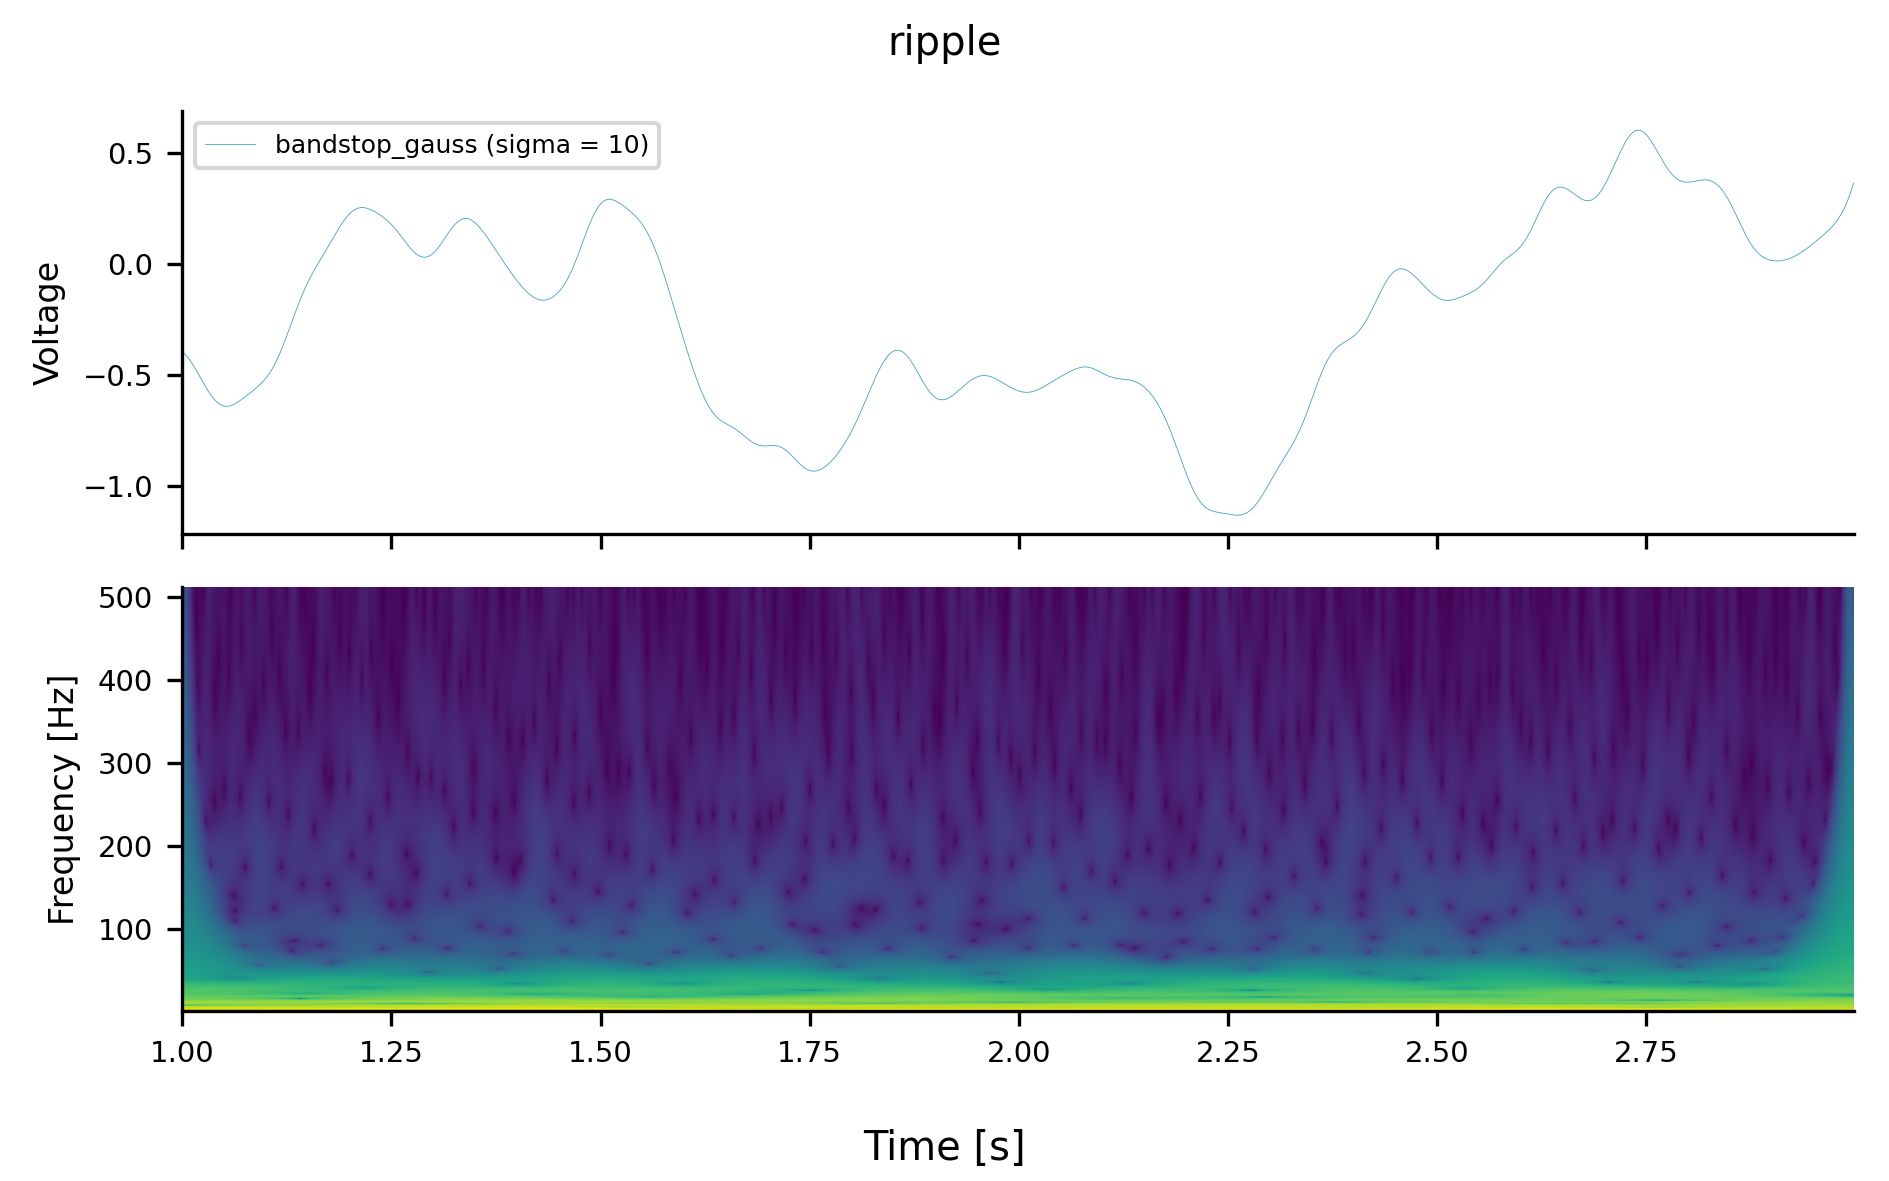 ripple
bandstop_gauss (sigma = 10)
Voltage
0.5
0.0
−0.5
−1.0
Frequency [Hz]
500
400
300
200
100
1.00 1.25 1.50 1.75 2.00 2.25 2.50 2.75
Time [s]